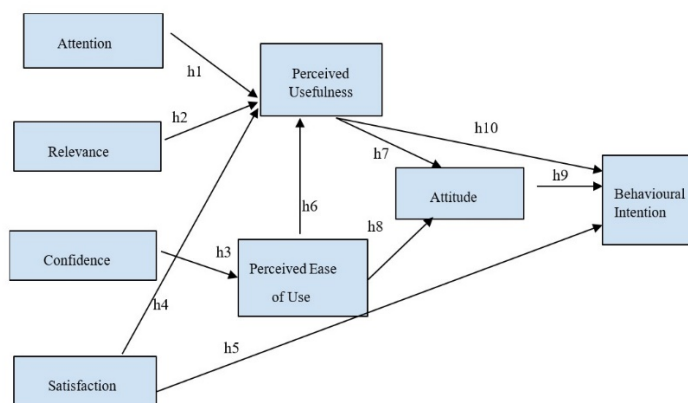 Attention
h1
Perceived
Usefulness
h2
Relevance
h10
h7
h9
Attitude
Behavioural
Intention
h6
h8
h3
Confidence
Perceived Ease
of Use
h4
h5
Satisfaction